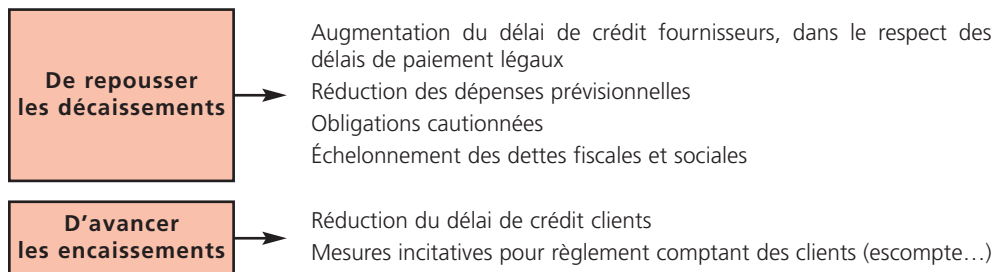 De repousser
les décaissements
Augmentation du délai de crédit fournisseurs, dans le respect des
délais de paiement légaux
Réduction des dépenses prévisionnelles
Obligations cautionnées
Échelonnement des dettes fiscales et sociales
D'avancer
les encaissements
Réduction du délai de crédit clients
Mesures incitatives pour règlement comptant des clients (escompte…)